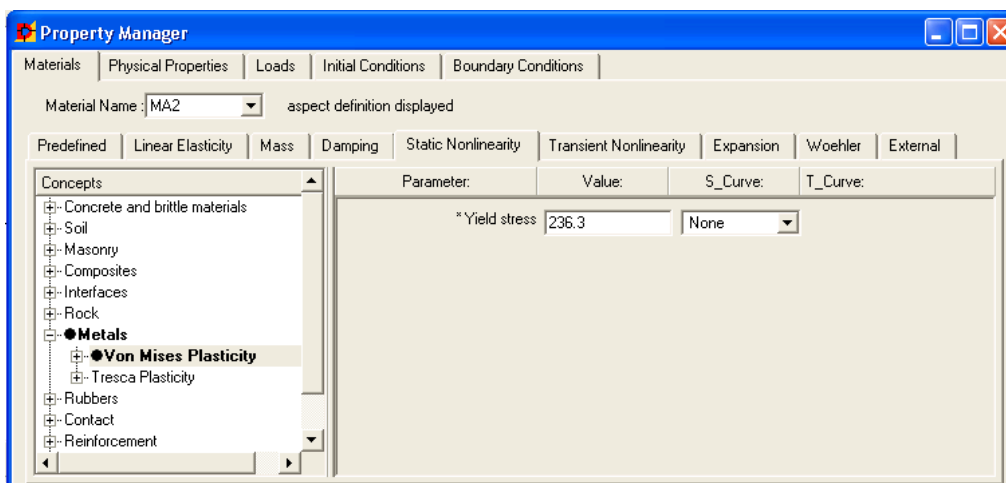 Property Manager
Materials Physical Properties Loads Initial Conditions Boundary Conditions
Material Name : MA2 aspect definition displayed
Predefined Linear Elasticity Mass Damping Static Nonlinearity Transient Nonlinearity Expansion Woehler External
Concepts Parameter: Value: S_Curve: T_Curve:
Concrete and brittle materials
* Yield stress 236.3 None
Soil
Masonry
Composites
Interfaces
Rock
Metals
Von Mises Plasticity
Tresca Plasticity
Rubbers
Contact
Reinforcement